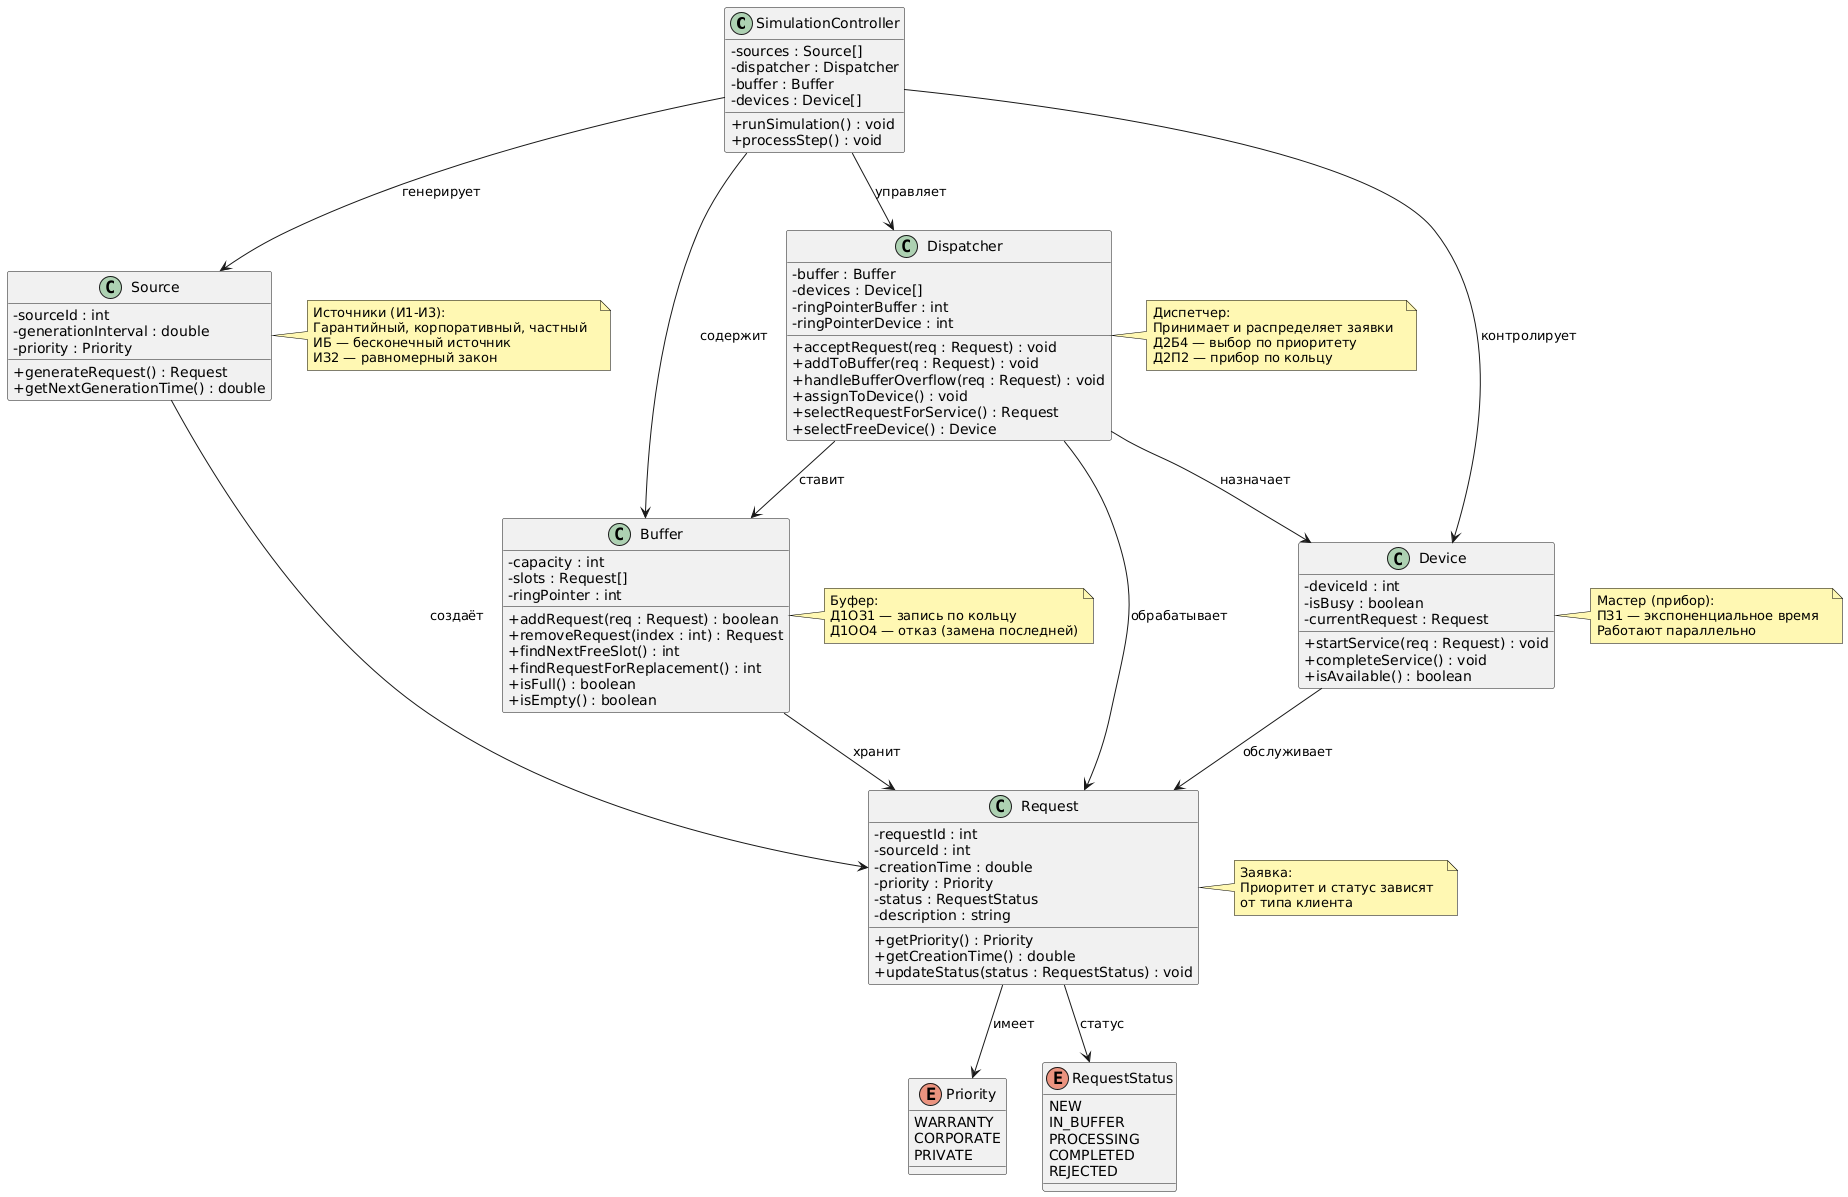 SimulationController
-sources : Source[]
-dispatcher : Dispatcher
-buffer : Buffer
-devices : Device[]
+runSimulation() : void
+processStep() : void
генерирует
управляет
содержит
контролирует
Source
-sourceId : int
-generationInterval : double
-priority : Priority
+generateRequest() : Request
+getNextGenerationTime() : double
Источники (И1-И3):
Гарантийный, корпоративный, частный
ИБ — бесконечный источник
ИЗ2 — равномерный закон
Dispatcher
-buffer : Buffer
-devices : Device[]
-ringPointerBuffer : int
-ringPointerDevice : int
+acceptRequest(req : Request) : void
+addToBuffer(req : Request) : void
+handleBufferOverflow(req : Request) : void
+assignToDevice() : void
+selectRequestForService() : Request
+selectFreeDevice() : Device
Диспетчер:
Принимает и распределяет заявки
Д2Б4 — выбор по приоритету
Д2П2 — прибор по кольцу
ставит
назначает
создаёт
обрабатывает
Buffer
-capacity : int
-slots : Request[]
-ringPointer : int
+addRequest(req : Request) : boolean
+removeRequest(index : int) : Request
+findNextFreeSlot() : int
+findRequestForReplacement() : int
+isFull() : boolean
+isEmpty() : boolean
Буфер:
Д1ОЗ1 — запись по кольцу
Д1ОО4 — отказ (замена последней)
Device
-deviceId : int
-isBusy : boolean
-currentRequest : Request
+startService(req : Request) : void
+completeService() : void
+isAvailable() : boolean
Мастер (прибор):
ПЗ1 — экспоненциальное время
Работают параллельно
хранит
обслуживает
Request
-requestId : int
-sourceId : int
-creationTime : double
-priority : Priority
-status : RequestStatus
-description : string
+getPriority() : Priority
+getCreationTime() : double
+updateStatus(status : RequestStatus) : void
Заявка:
Приоритет и статус зависят
от типа клиента
имеет
статус
Priority
WARRANTY
CORPORATE
PRIVATE
RequestStatus
NEW
IN_BUFFER
PROCESSING
COMPLETED
REJECTED